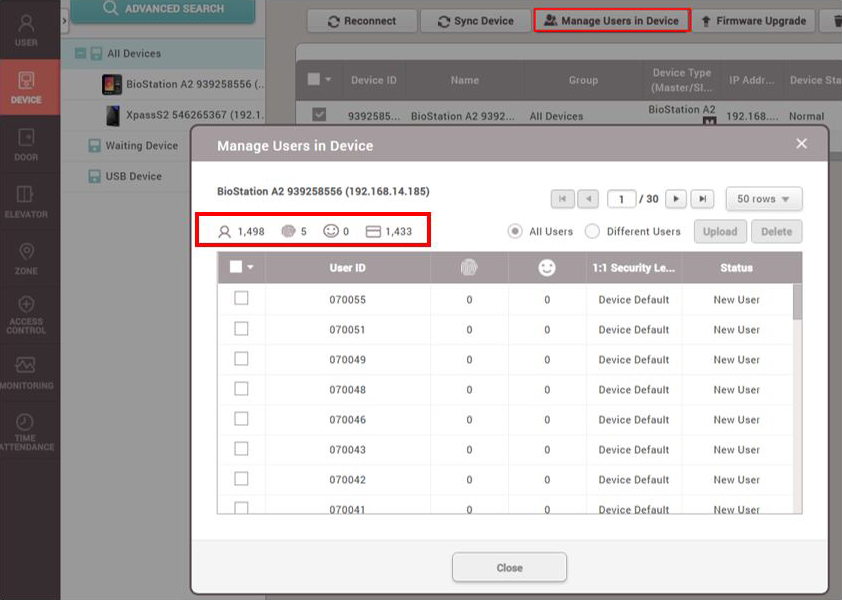 ADVANCED SEARCH
Reconnect
Sync Device
Manage Users in Device
Firmware Upgrade
USER
DEVICE
DOOR
ELEVATOR
ZONE
ACCESS
CONTROL
MONITORING
TIME
ATTENDANCE
All Devices
BioStation A2 939258556 (..
XpassS2 546265367 (192.1.
Waiting Device
USB Device
Device ID Name Group Device Type (Master/Sl... IP Addr... Device Sta
9392585... BioStation A2 9392... All Devices BioStation A2 192.168.... Normal
Manage Users in Device
BioStation A2 939258556 (192.168.14.185)
1 / 30
50 rows
1,498 5 0 1,433
All Users Different Users Upload Delete
User ID 1:1 Security Le... Status
070055 0 0 Device Default New User
070051 0 0 Device Default New User
070049 0 0 Device Default New User
070048 0 0 Device Default New User
070046 0 0 Device Default New User
070043 0 0 Device Default New User
070042 0 0 Device Default New User
070041 0 0 Device Default New User
Close